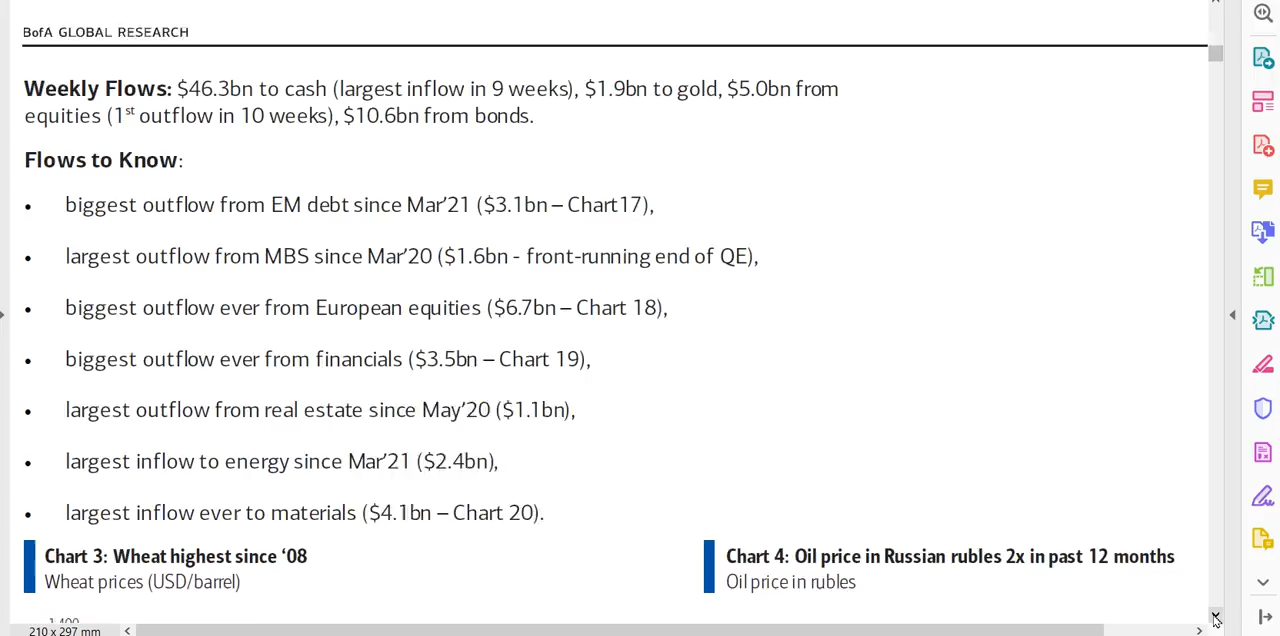 BofA GLOBAL RESEARCH
Weekly Flows: $46.3bn to cash (largest inflow in 9 weeks), $1.9bn to gold, $5.0bn from
equities (1st outflow in 10 weeks), $10.6bn from bonds.
Flows to Know:
• biggest outflow from EM debt since Mar’21 ($3.1bn – Chart17),
• largest outflow from MBS since Mar’20 ($1.6bn - front-running end of QE),
• biggest outflow ever from European equities ($6.7bn – Chart 18),
• biggest outflow ever from financials ($3.5bn – Chart 19),
• largest outflow from real estate since May’20 ($1.1bn),
• largest inflow to energy since Mar’21 ($2.4bn),
• largest inflow ever to materials ($4.1bn – Chart 20).
Chart 3: Wheat highest since ‘08
Wheat prices (USD/barrel)
Chart 4: Oil price in Russian rubles 2x in past 12 months
Oil price in rubles
1,400
210 x 297 mm